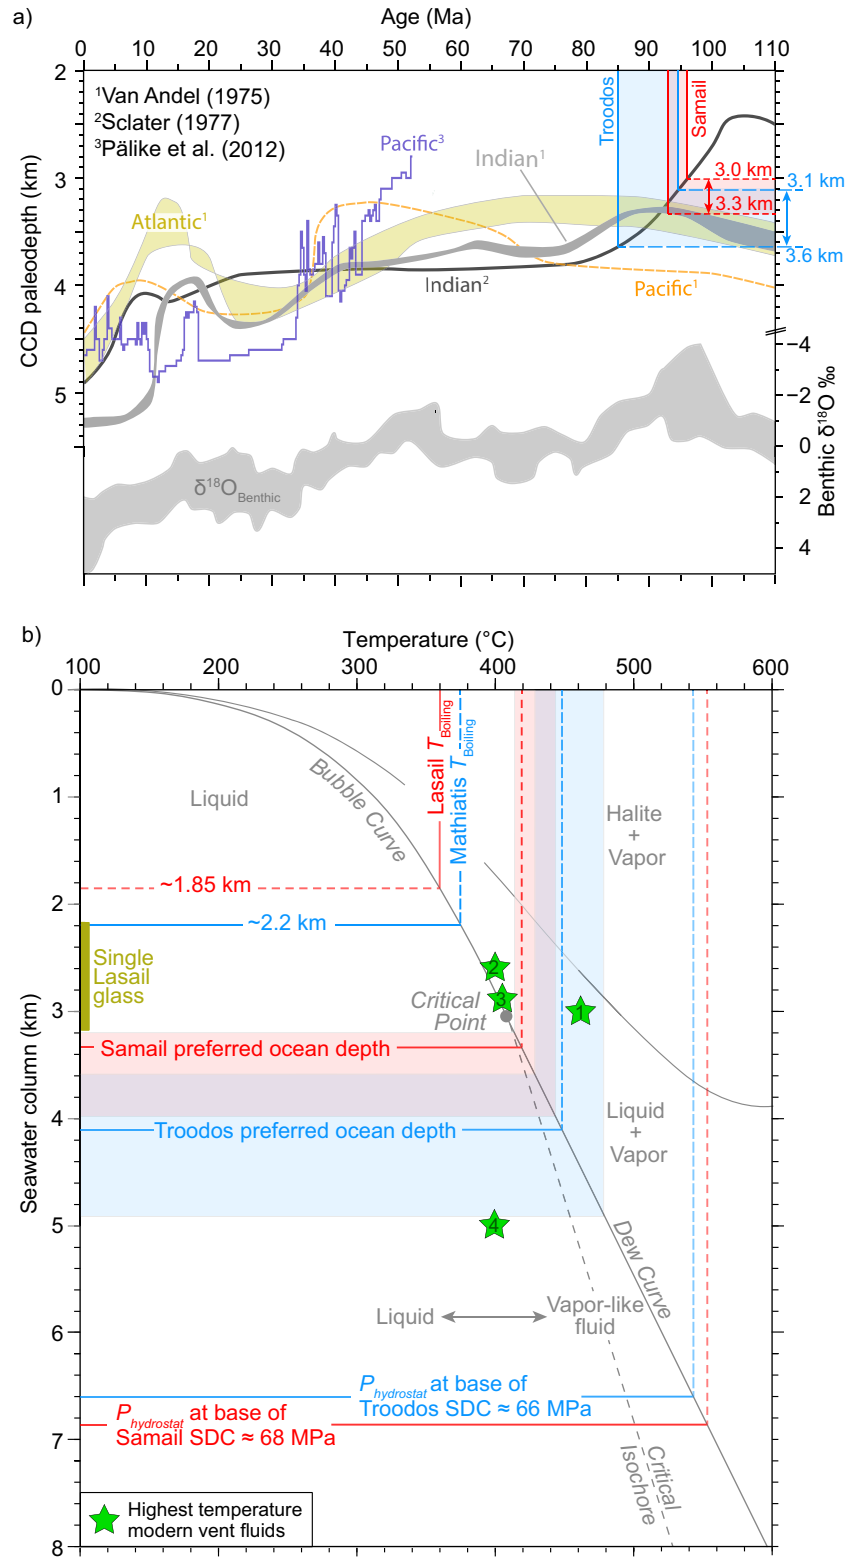 a)
Age (Ma)
0 10 20 30 40 50 60 70 80 90 100 110
¹Van Andel (1975)
²Sclater (1977)
³Pälike et al. (2012)
Pacific³
Indian¹
Atlantic¹
Troodos
Samail
3.0 km
3.1 km
3.3 km
3.6 km
Indian²
Pacific¹
CCD paleodepth (km)
2
3
4
5
−4
−2
0
2
4
Benthic δ¹⁸O ‰
δ¹⁸O Benthic
b)
Temperature (°C)
100 200 300 400 500 600
Seawater column (km)
0
1
2
3
4
5
6
7
8
Liquid
Bubble Curve
Lasail T Boiling
Mathiatis T Boiling
Halite
+
Vapor
~1.85 km
~2.2 km
Single
Lasail
glass
2
3
1
Critical
Point
Samail preferred ocean depth
Troodos preferred ocean depth
Liquid
+
Vapor
4
Dew Curve
Liquid
Vapor-like
fluid
P hydrostat at base of
Troodos SDC ≈ 66 MPa
P hydrostat at base of
Samail SDC ≈ 68 MPa
Critical
Isochore
Highest temperature
modern vent fluids